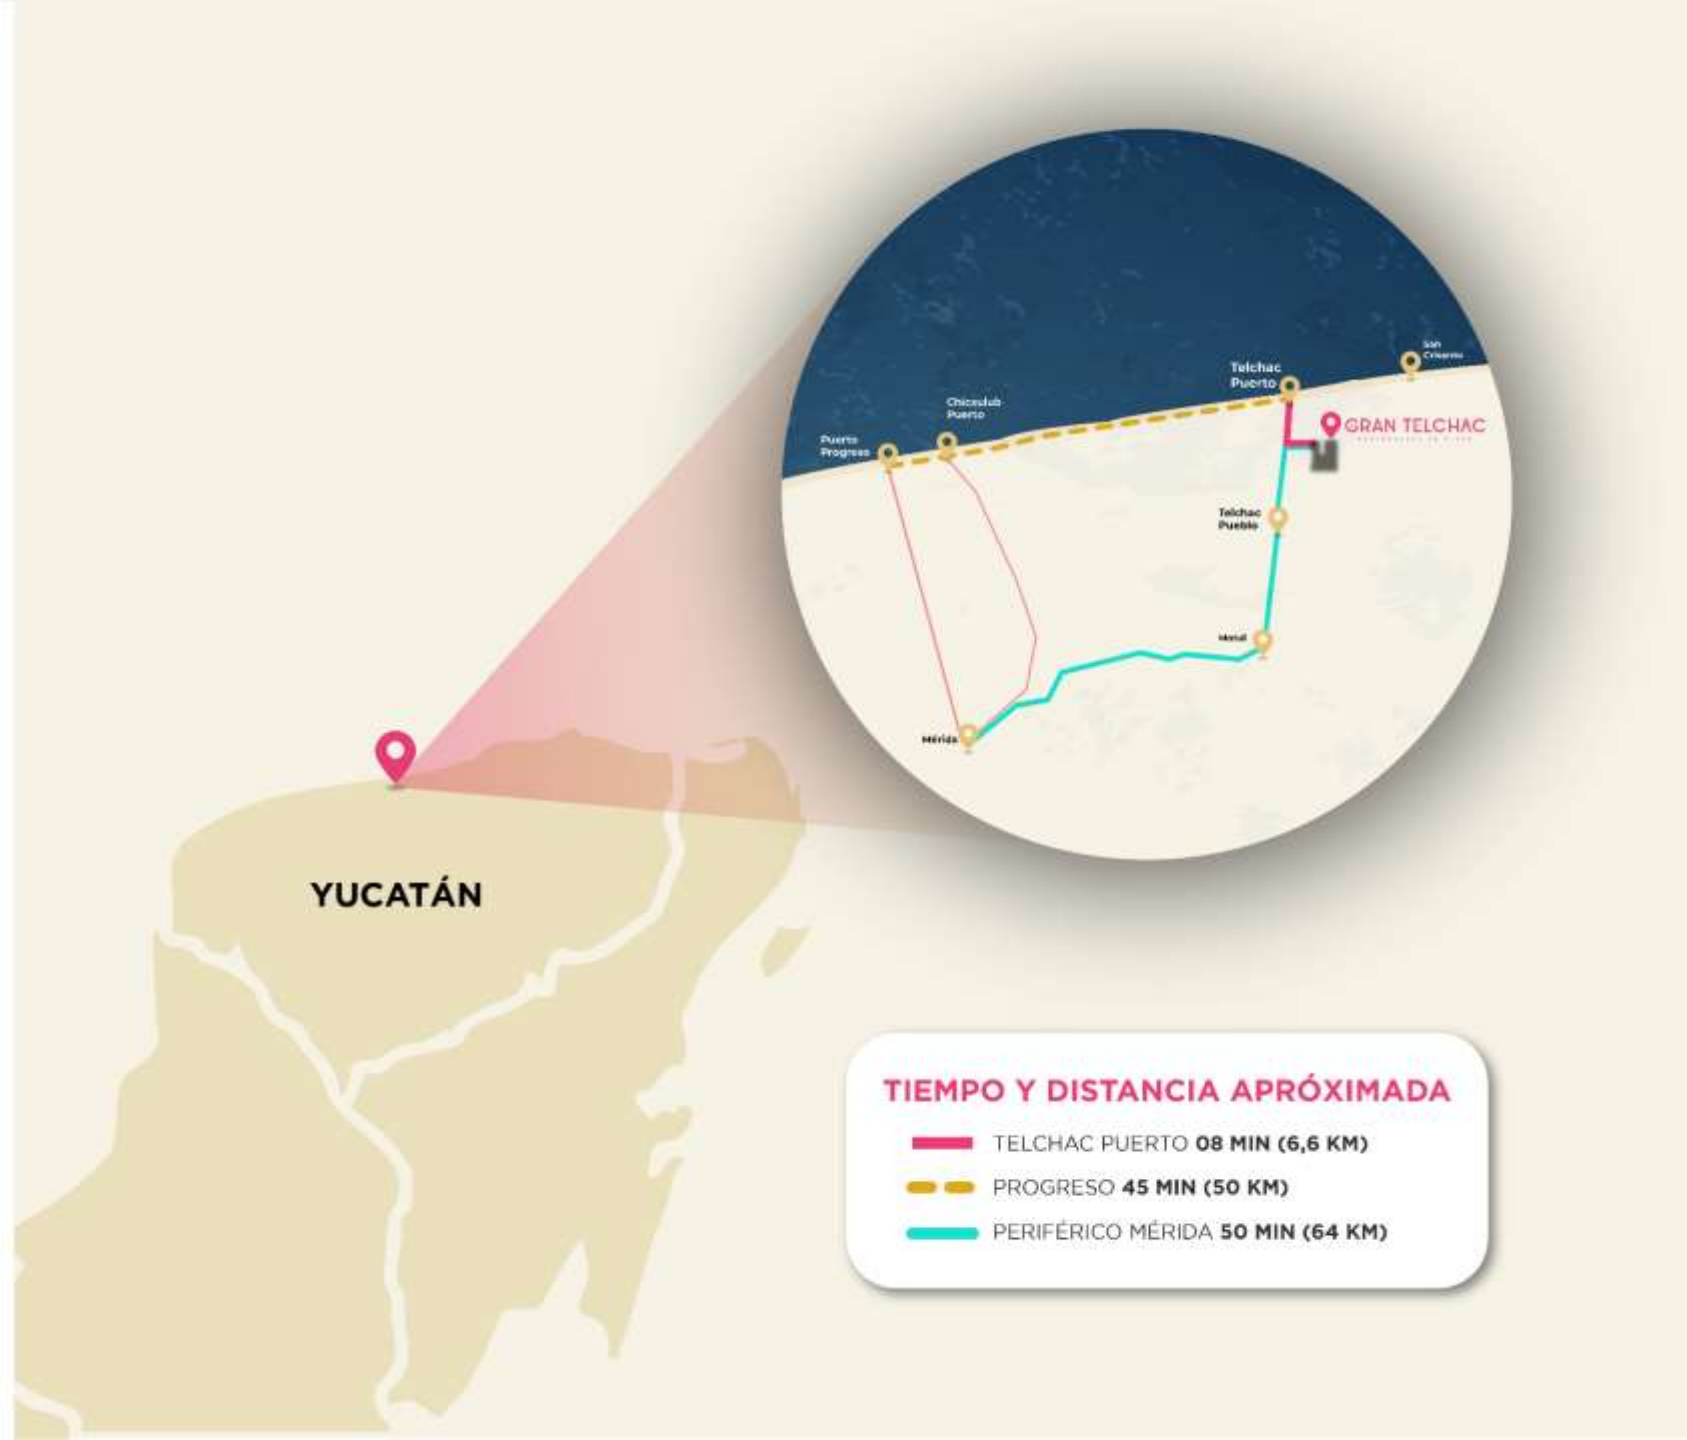 San
Crisanto
Telchac
Puerto
Chicxulub
Puerto
GRAN TELCHAC
Puerto
Progreso
Telchac
Pueblo
Motul
Mérida
YUCATÁN
TIEMPO Y DISTANCIA APRÓXIMADA
TELCHAC PUERTO 08 MIN (6,6 KM)
PROGRESO 45 MIN (50 KM)
PERIFÉRICO MÉRIDA 50 MIN (64 KM)